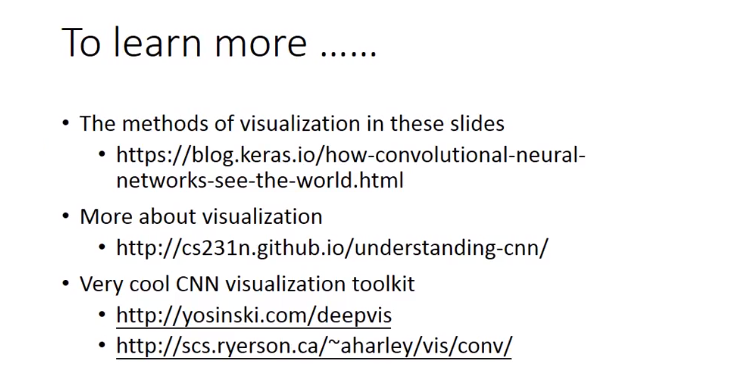 To learn more ……
• The methods of visualization in these slides
• https://blog.keras.io/how-convolutional-neural-
networks-see-the-world.html
• More about visualization
• http://cs231n.github.io/understanding-cnn/
• Very cool CNN visualization toolkit
• http://yosinski.com/deepvis
• http://scs.ryerson.ca/~aharley/vis/conv/